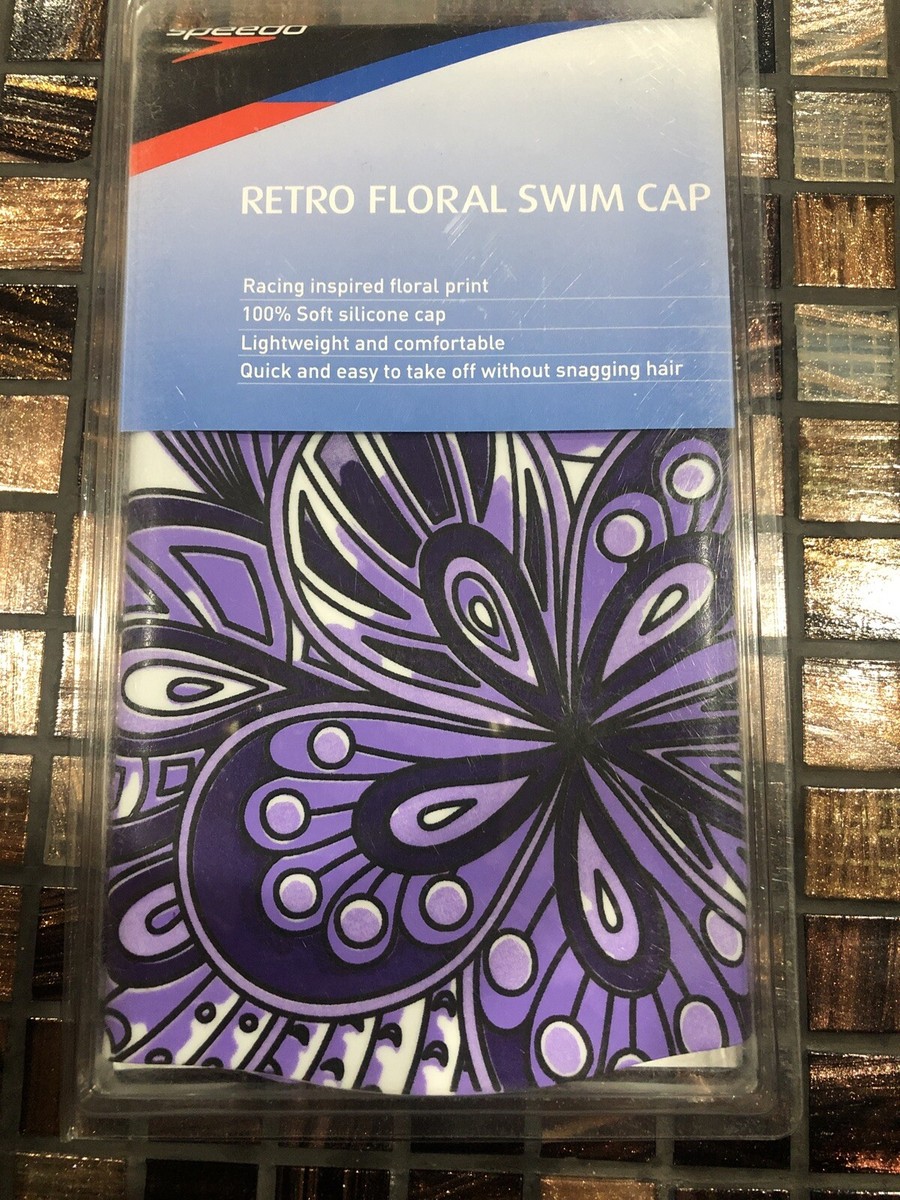 speedo
RETRO FLORAL SWIM CAP
Racing inspired floral print
100% Soft silicone cap
Lightweight and comfortable
Quick and easy to take off without snagging hair